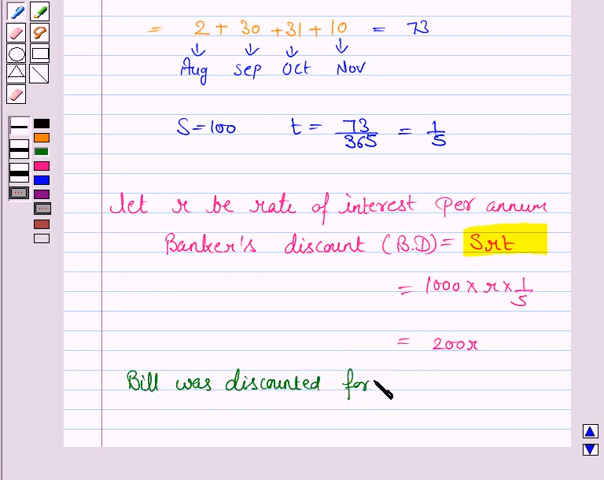 = 2 + 30 + 31 + 10 = 73
↓ ↓ ↓ ↓
Aug Sep Oct Nov
S = 100 t = 73/365 = 1/5
let r be rate of interest per annum
Banker's discount (B.D) = Srt
= 1000 × r × 1/5
= 200r
Bill was discounted for